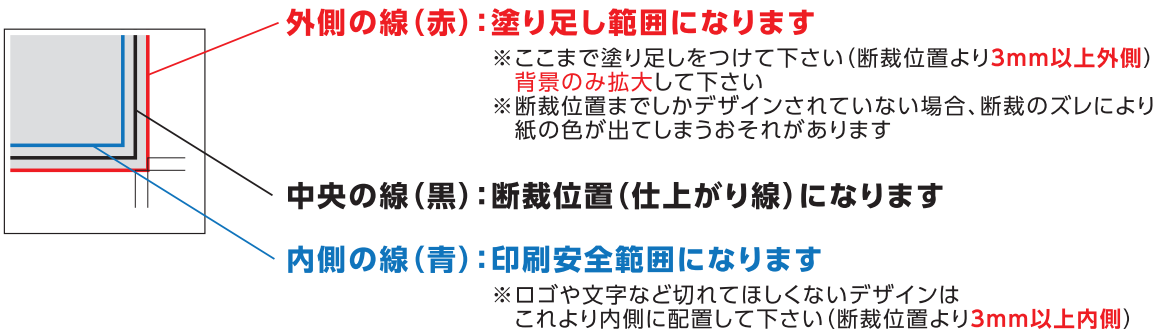 外側の線（赤）：塗り足し範囲になります
※ここまで塗り足しをつけて下さい（断裁位置より3mm以上外側）
背景のみ拡大して下さい
※断裁位置までしかデザインされていない場合、断裁のズレにより
紙の色が出てしまうおそれがあります
中央の線（黒）：断裁位置（仕上がり線）になります
内側の線（青）：印刷安全範囲になります
※ロゴや文字など切れてほしくないデザインは
これより内側に配置して下さい（断裁位置より3mm以上内側）